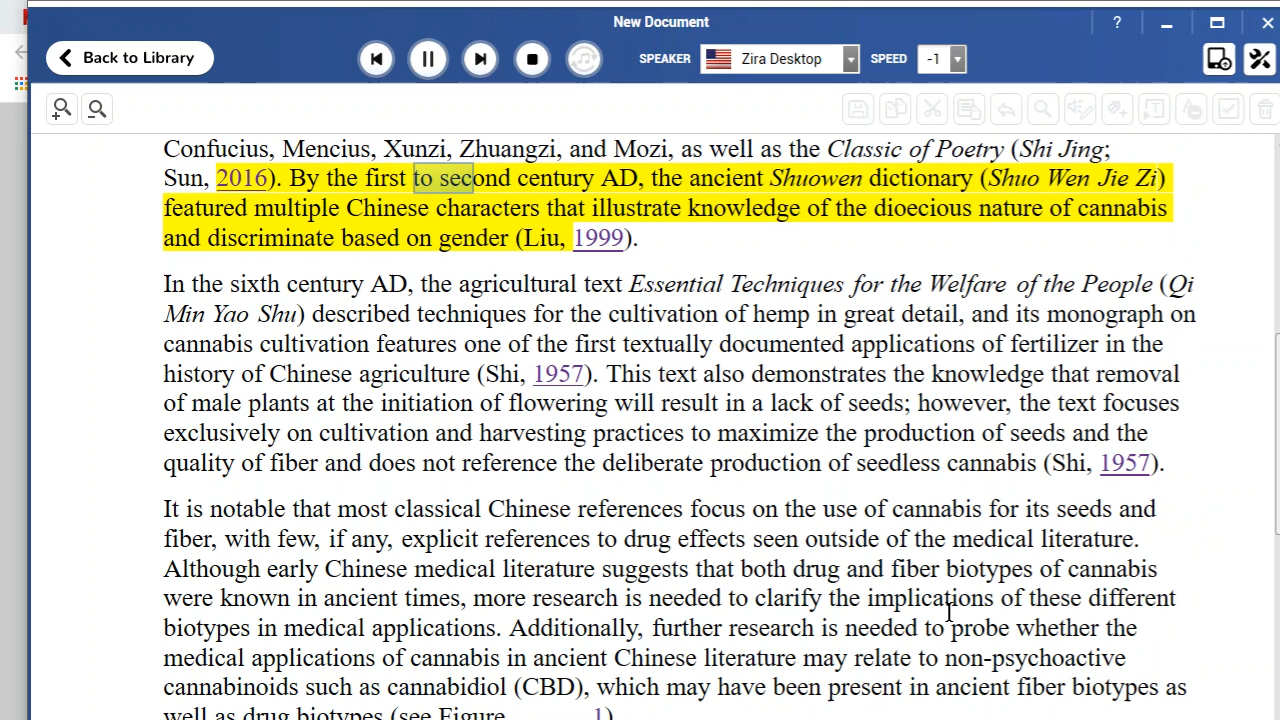 New Document
?
Back to Library
SPEAKER
Zira Desktop
SPEED
-1
Confucius, Mencius, Xunzi, Zhuangzi, and Mozi, as well as the Classic of Poetry (Shi Jing;
Sun, 2016). By the first to second century AD, the ancient Shuowen dictionary (Shuo Wen Jie Zi)
featured multiple Chinese characters that illustrate knowledge of the dioecious nature of cannabis
and discriminate based on gender (Liu, 1999).
In the sixth century AD, the agricultural text Essential Techniques for the Welfare of the People (Qi
Min Yao Shu) described techniques for the cultivation of hemp in great detail, and its monograph on
cannabis cultivation features one of the first textually documented applications of fertilizer in the
history of Chinese agriculture (Shi, 1957). This text also demonstrates the knowledge that removal
of male plants at the initiation of flowering will result in a lack of seeds; however, the text focuses
exclusively on cultivation and harvesting practices to maximize the production of seeds and the
quality of fiber and does not reference the deliberate production of seedless cannabis (Shi, 1957).
It is notable that most classical Chinese references focus on the use of cannabis for its seeds and
fiber, with few, if any, explicit references to drug effects seen outside of the medical literature.
Although early Chinese medical literature suggests that both drug and fiber biotypes of cannabis
were known in ancient times, more research is needed to clarify the implications of these different
biotypes in medical applications. Additionally, further research is needed to probe whether the
medical applications of cannabis in ancient Chinese literature may relate to non-psychoactive
cannabinoids such as cannabidiol (CBD), which may have been present in ancient fiber biotypes as
well as drug biotypes (see Figure 1).